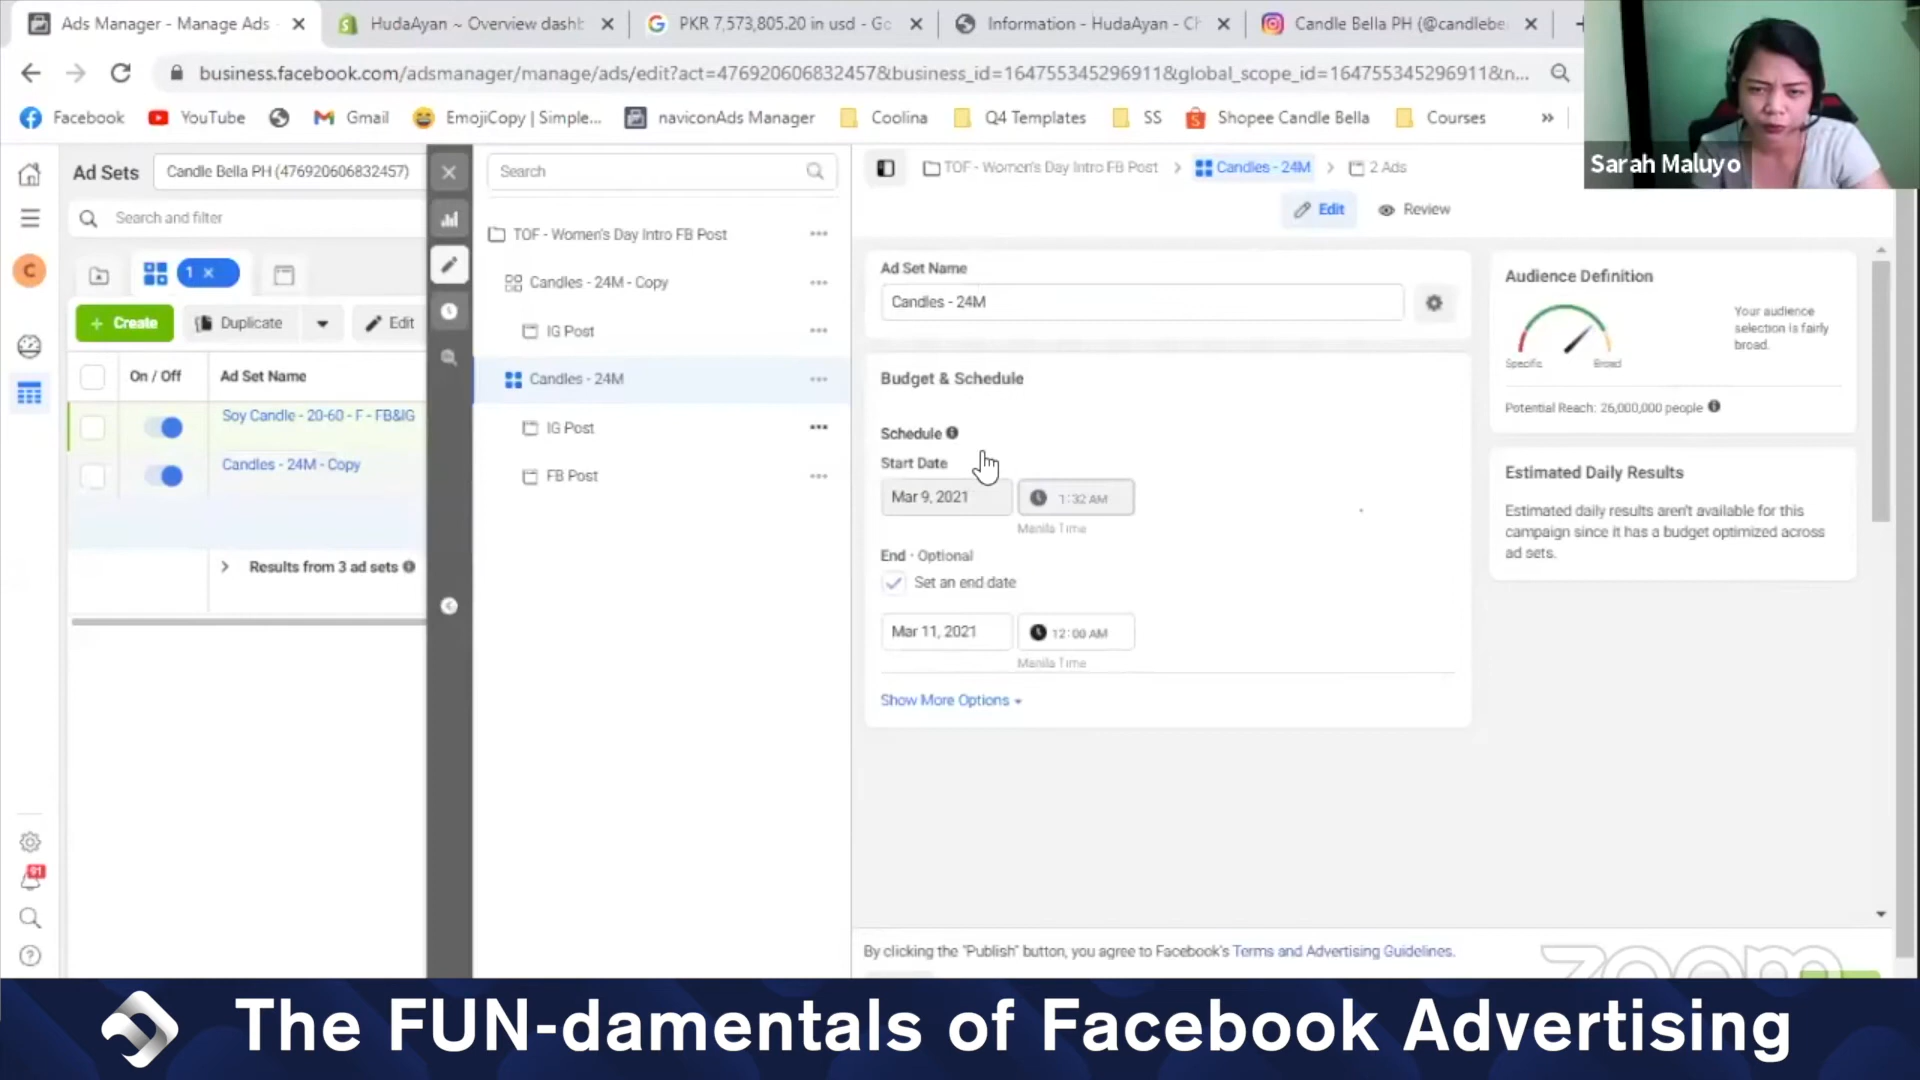 Ads Manager - Manage Ads -
HudaAyan ~ Overview dasht
PKR 7,573,805.20 in usd - Go
Information - HudaAyan - Ch
Candle Bella PH (@candlebe
business.facebook.com/adsmanager/manage/ads/edit?act=476920606832457&business_id=164755345296911&global_scope_id=164755345296911&n...
Facebook
YouTube
Gmail
EmojiCopy | Simple...
naviconAds Manager
Coolina
Q4 Templates
SS
Shopee Candle Bella
Courses
»
Sarah Maluyo
Ad Sets
Candle Bella PH (476920606832457)
Search and filter
C
1 ×
+ Create
Duplicate
Edit
On / Off
Ad Set Name
Soy Candle - 20-60 - F - FB&IG
Candles - 24M - Copy
Results from 3 ad sets
91
Search
TOF - Women's Day Intro FB Post
Candles - 24M - Copy
IG Post
Candles - 24M
IG Post
FB Post
TOF - Women's Day Intro FB Post
Candles - 24M
2 Ads
Edit
Review
Ad Set Name
Candles - 24M
Budget & Schedule
Schedule
Start Date
Mar 9, 2021
1:32 AM
Manila Time
End · Optional
Set an end date
Mar 11, 2021
12:00 AM
Manila Time
Show More Options
Audience Definition
Specific
Broad
Your audience
selection is fairly
broad.
Potential Reach: 26,000,000 people
Estimated Daily Results
Estimated daily results aren't available for this
campaign since it has a budget optimized across
ad sets.
By clicking the "Publish" button, you agree to Facebook's Terms and Advertising Guidelines.
zoom
The FUN-damentals of Facebook Advertising